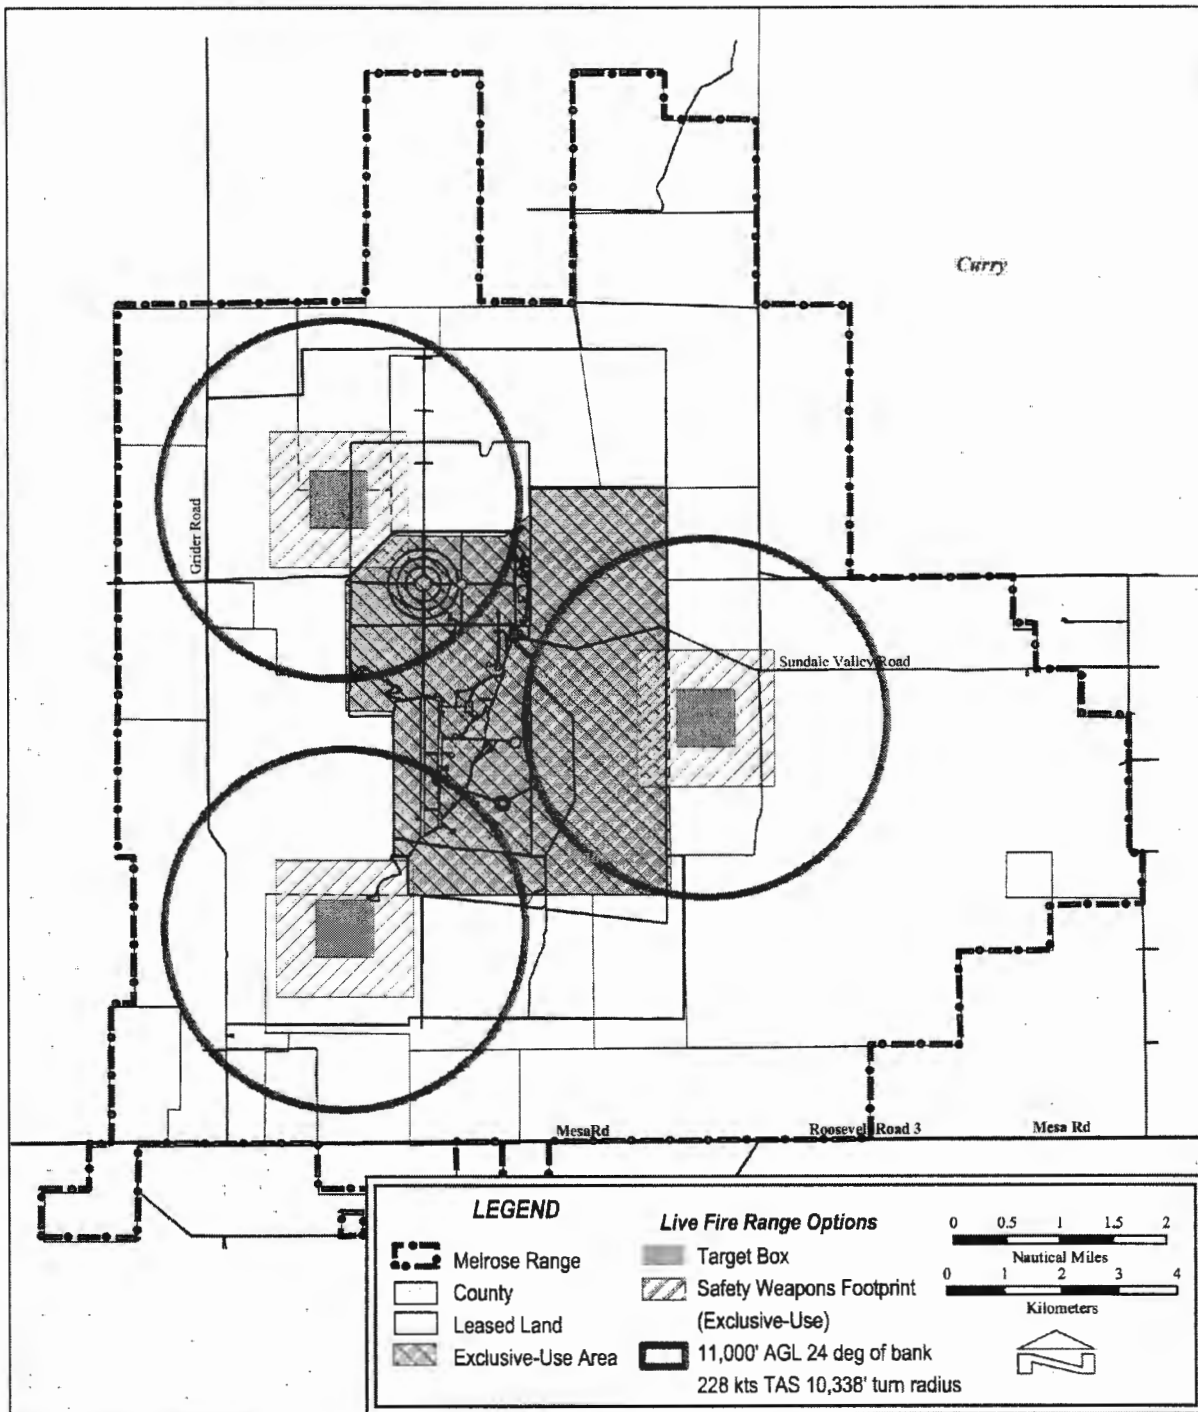 Curry
Grider Road
Sundale Valley Road
Mesa Rd
Roosevelt Road 3
Mesa Rd
LEGEND
Melrose Range
County
Leased Land
Exclusive-Use Area
Live Fire Range Options
Target Box
Safety Weapons Footprint
(Exclusive-Use)
11,000' AGL 24 deg of bank
228 kts TAS 10,338' turn radius
0 0.5 1 1.5 2
Nautical Miles
0 1 2 3 4
Kilometers
N